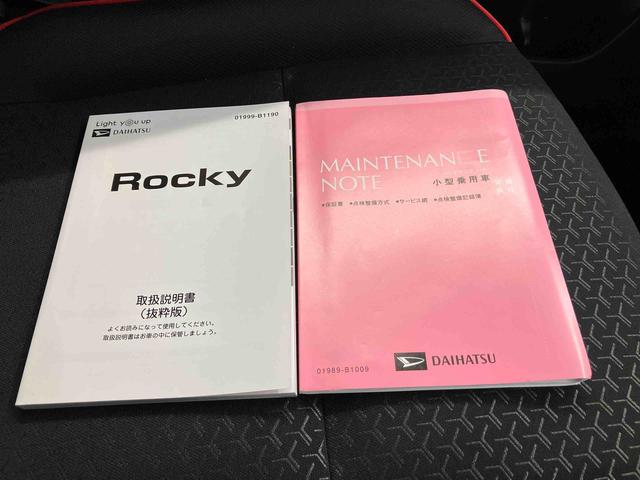 Light you up
DAIHATSU
01999-B1190
Rocky
取扱説明書
（抜粋版）
よくお読みになって使用してください。
取扱説明書はお車の中に保管しましょう。
MAINTENANCE
NOTE
小型乗用車
●保証書 ●点検整備方式 ●サービス網 ●点検整備記録簿
01989-B1009
DAIHATSU